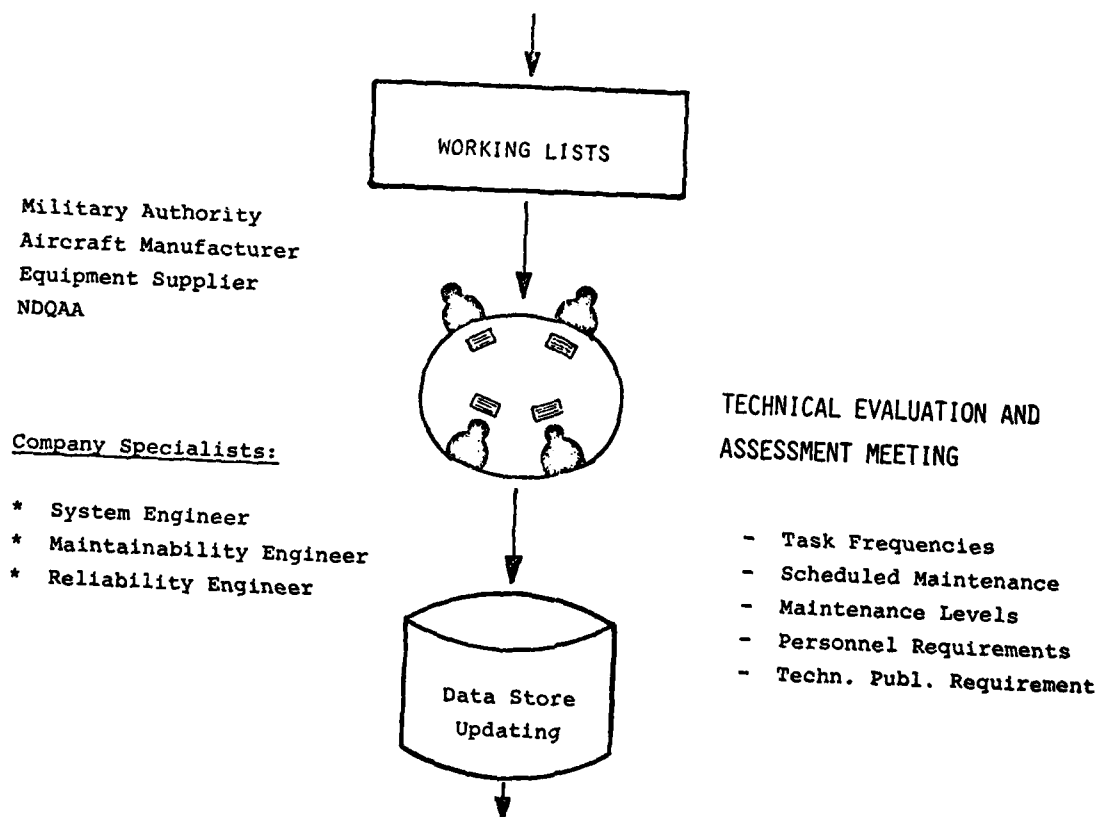 WORKING LISTS
Military Authority
Aircraft Manufacturer
Equipment Supplier
NDQAA
Company Specialists:
* System Engineer
* Maintainability Engineer
* Reliability Engineer
TECHNICAL EVALUATION AND
ASSESSMENT MEETING
- Task Frequencies
- Scheduled Maintenance
- Maintenance Levels
- Personnel Requirements
- Techn. Publ. Requirement
Data Store
Updating